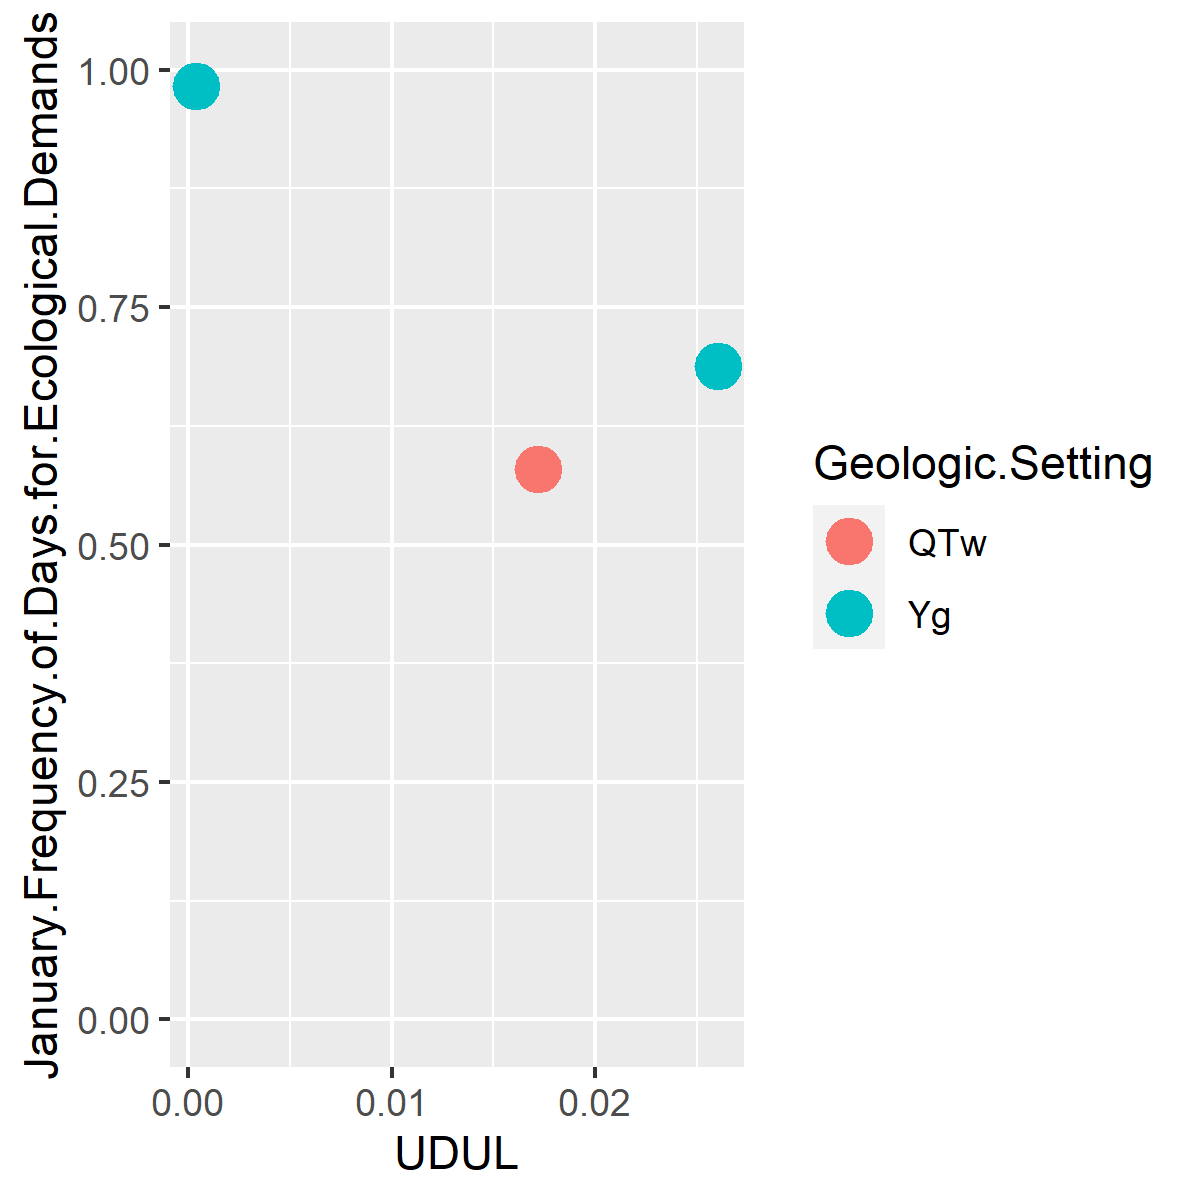 January.Frequency.of.Days.for.Ecological.Demands
1.00
0.75
0.50
0.25
0.00
0.00 0.01 0.02
UDUL
Geologic.Setting
QTw
Yg